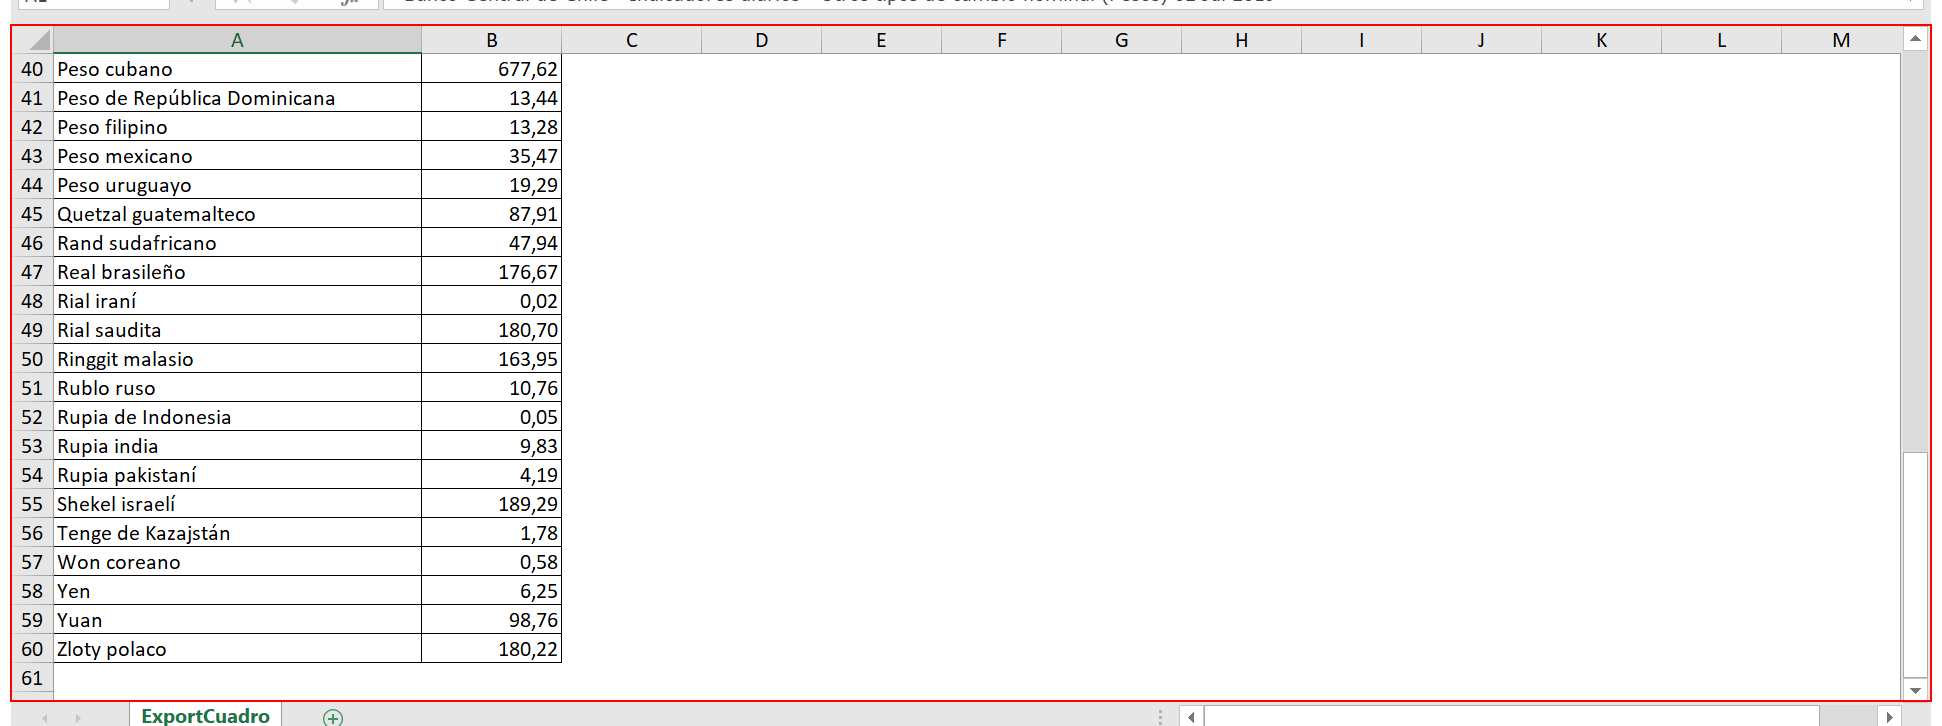 A B C D E F G H I J K L M
40 Peso cubano 677,62
41 Peso de República Dominicana 13,44
42 Peso filipino 13,28
43 Peso mexicano 35,47
44 Peso uruguayo 19,29
45 Quetzal guatemalteco 87,91
46 Rand sudafricano 47,94
47 Real brasileño 176,67
48 Rial iraní 0,02
49 Rial saudita 180,70
50 Ringgit malasio 163,95
51 Rublo ruso 10,76
52 Rupia de Indonesia 0,05
53 Rupia india 9,83
54 Rupia pakistaní 4,19
55 Shekel israelí 189,29
56 Tenge de Kazajstán 1,78
57 Won coreano 0,58
58 Yen 6,25
59 Yuan 98,76
60 Zloty polaco 180,22
61
ExportCuadro